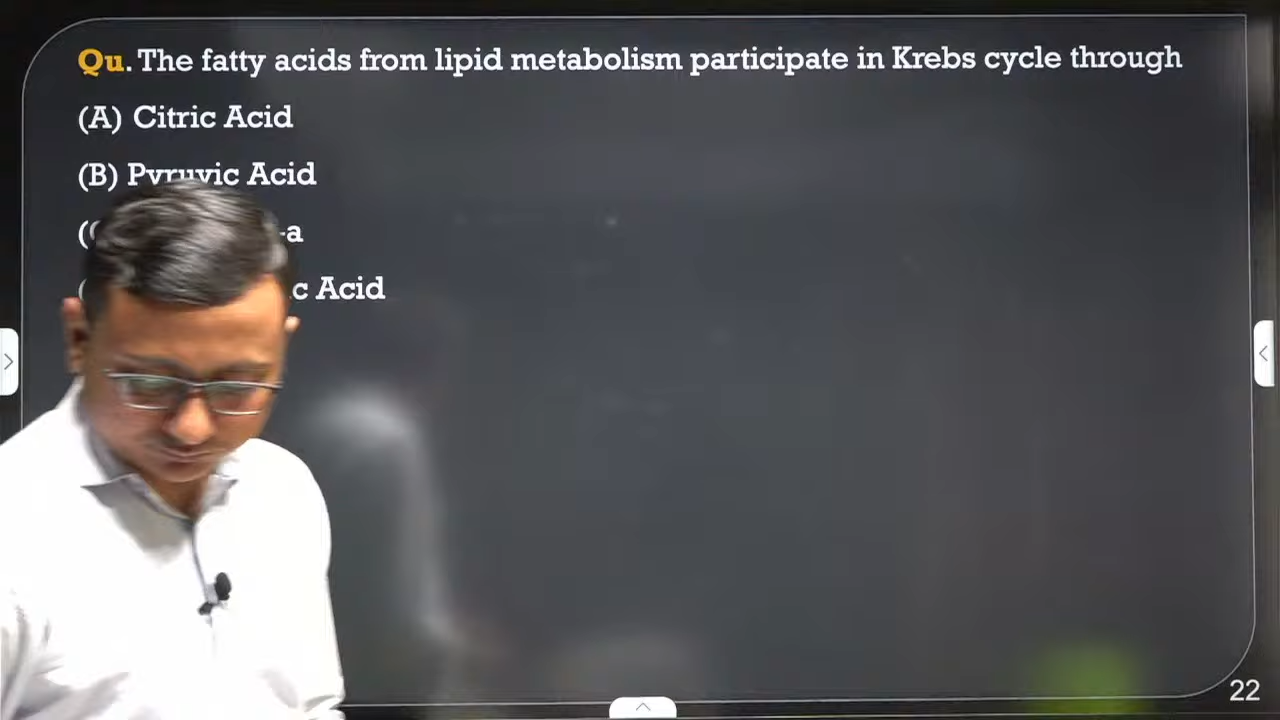 Qu. The fatty acids from lipid metabolism participate in Krebs cycle through
(A) Citric Acid
(B) Pyruvic Acid
-a
c Acid
22